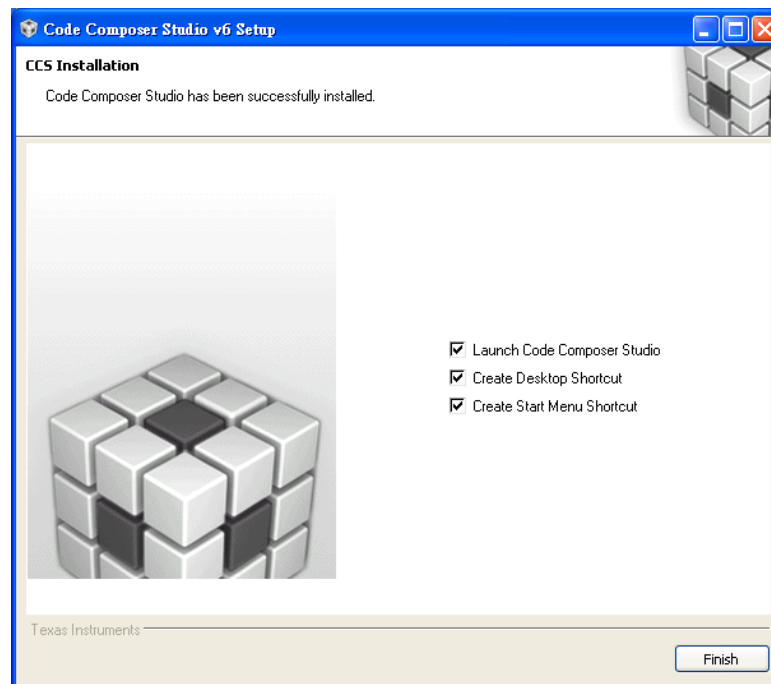 Code Composer Studio v6 Setup
CCS Installation
Code Composer Studio has been successfully installed.
Launch Code Composer Studio
Create Desktop Shortcut
Create Start Menu Shortcut
Texas Instruments
Finish